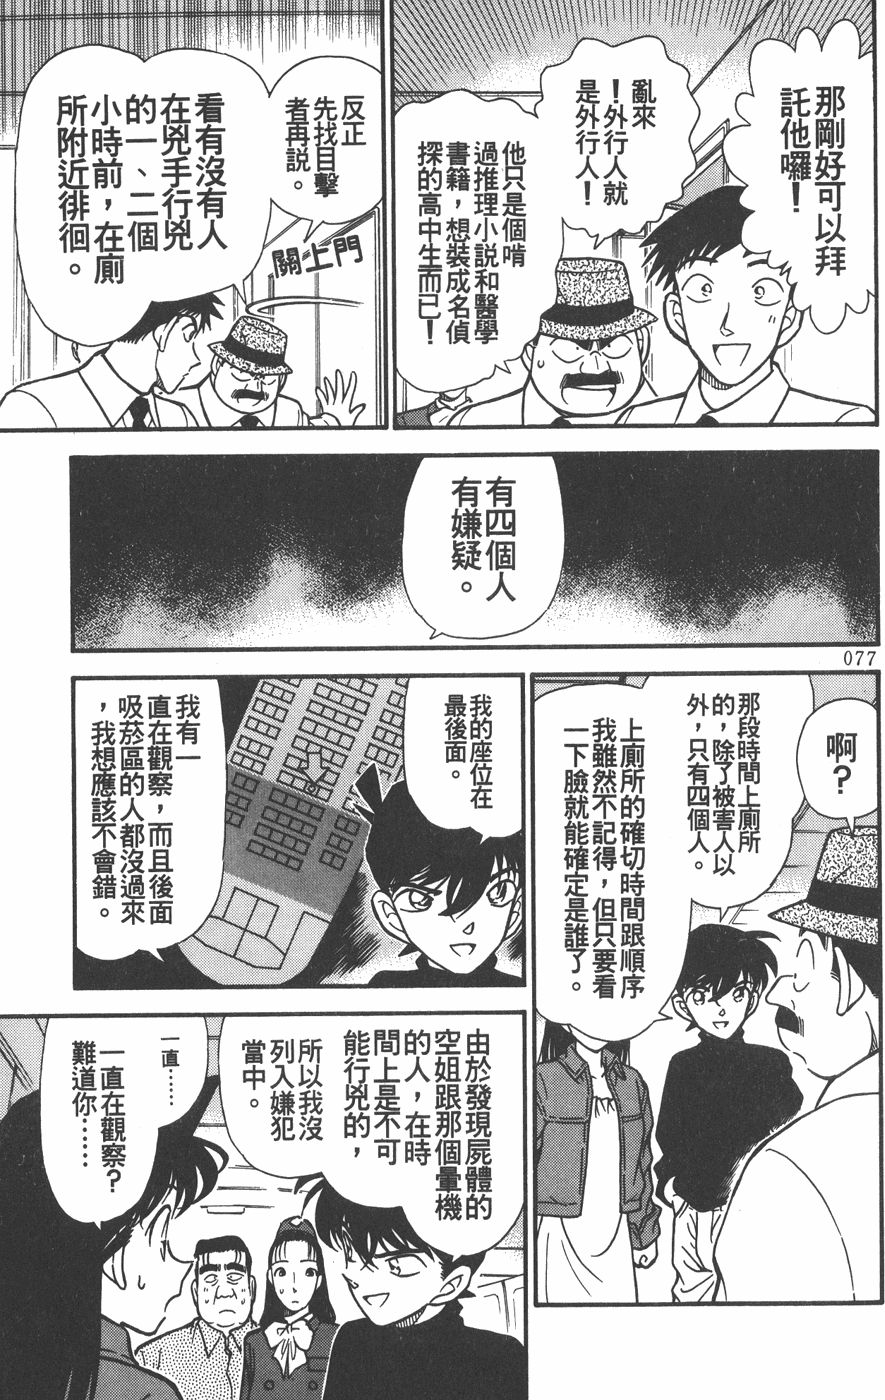 那剛好可以拜
託他囉！
亂來
！外行人就
是外行人！
他只是個啃
過推理小說和醫學
書籍，想裝成名偵
探的高中生而已！
反正
先找目擊
者再説。
關上門
看有沒有人
在兇手行兇
的一、二個
小時前，在廁
所附近徘徊。
有四個人
有嫌疑。
077
啊？
那段時間上廁所
的，除了被害人以
外，只有四個人。
上廁所的確切時間跟順序
我雖然不記得，但只要看
一下臉就能確定是誰了。
我的座位在
最後面。
我有一
直在觀察，而且後面
吸菸區的人都沒過來
，我想應該不會錯。
由於發現屍體的
空姐跟那個暈機
的人，在時
間上是不可
能行兇的，
所以我沒
列入嫌犯
當中。
一直……
一直在觀察？
難道你……